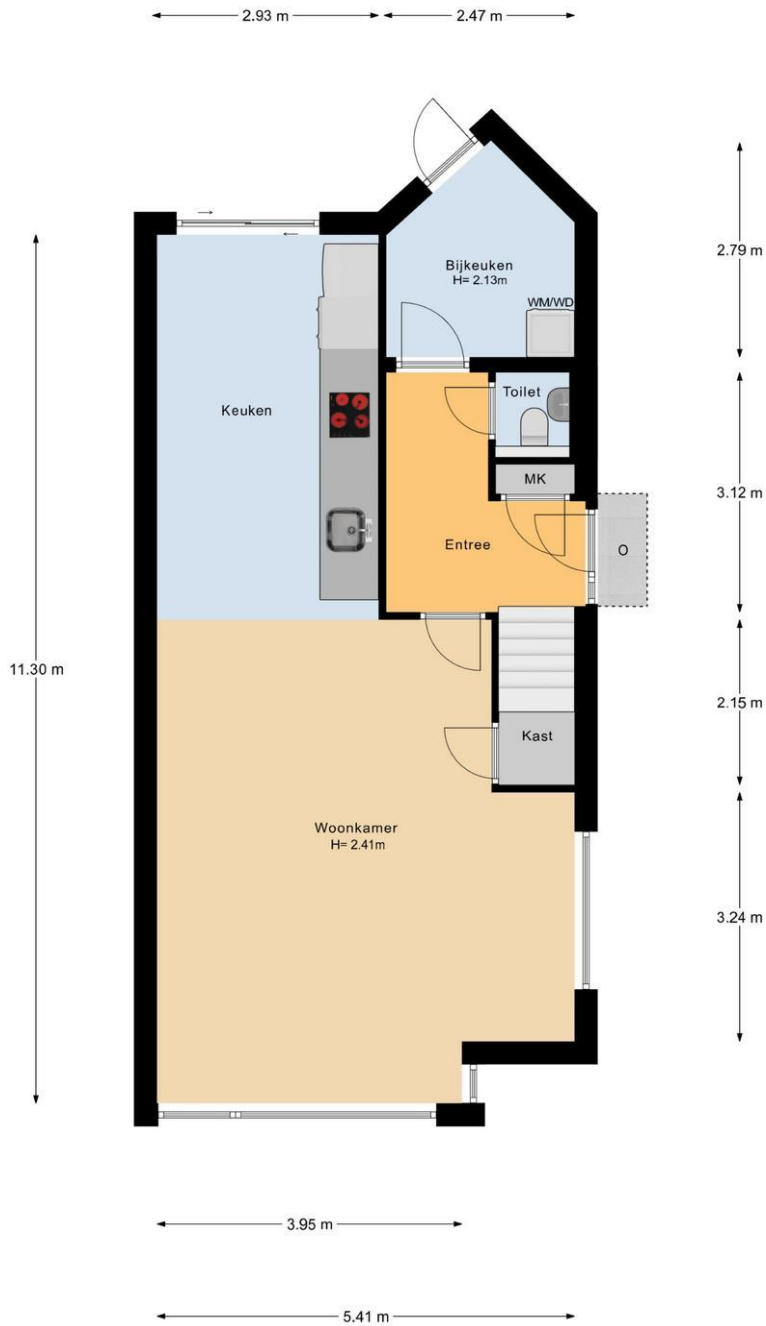 2.93 m
2.47 m
2.79 m
Bijkeuken
H= 2.13m
WM/WD
Toilet
Keuken
MK
3.12 m
Entree
O
11.30 m
2.15 m
Kast
Woonkamer
H= 2.41m
3.24 m
3.95 m
5.41 m